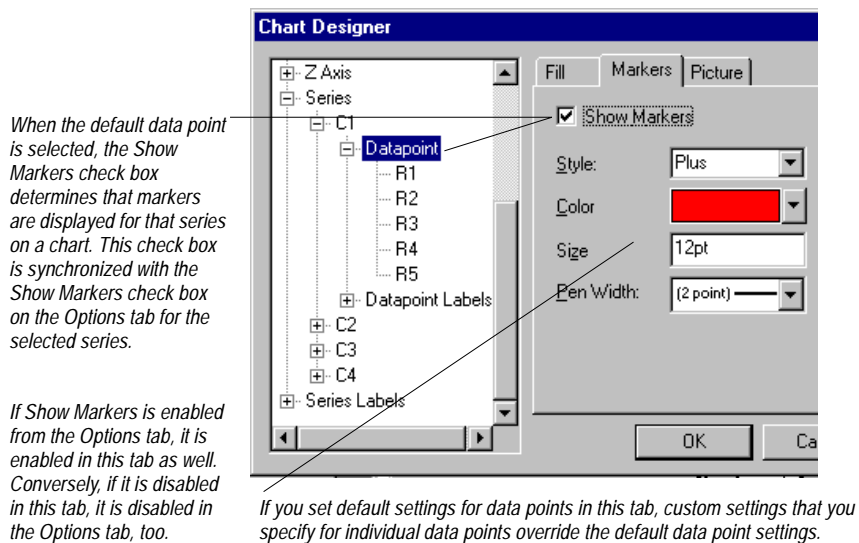 Chart Designer
Z Axis
Series
C1
Datapoint
R1
R2
R3
R4
R5
Datapoint Labels
C2
C3
C4
Series Labels
Fill
Markers
Picture
Show Markers
Style:
Plus
Color
Size
12pt
Pen Width:
(2 point)
OK
Ca
When the default data point
is selected, the Show
Markers check box
determines that markers
are displayed for that series
on a chart. This check box
is synchronized with the
Show Markers check box
on the Options tab for the
selected series.
If Show Markers is enabled
from the Options tab, it is
enabled in this tab as well.
Conversely, if it is disabled
in this tab, it is disabled in
the Options tab, too.
If you set default settings for data points in this tab, custom settings that you
specify for individual data points override the default data point settings.